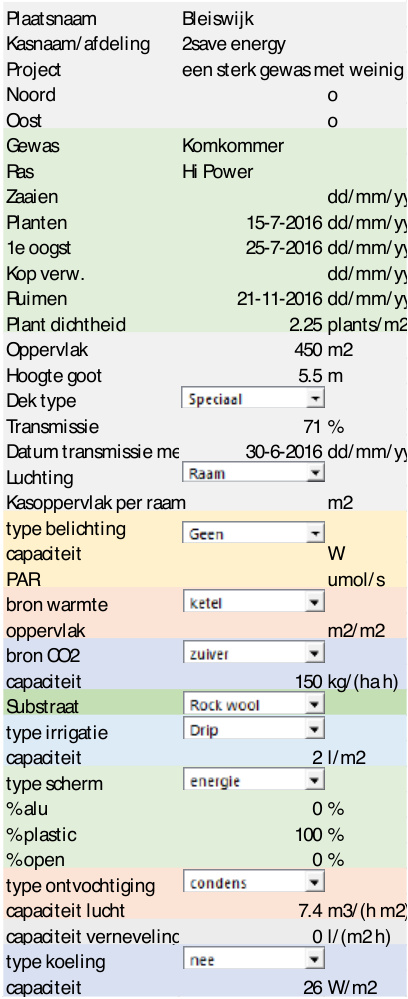 Plaatsnaam Bleiswijk
Kasnaam/afdeling 2save energy
Project een sterk gewas met weinig
Noord o
Oost o
Gewas Komkommer
Ras Hi Power
Zaaien dd/mm/yy
Planten 15-7-2016 dd/mm/yy
1e oogst 25-7-2016 dd/mm/yy
Kop verw. dd/mm/yy
Ruimen 21-11-2016 dd/mm/yy
Plant dichtheid 2.25 plants/m2
Oppervlak 450 m2
Hoogte goot 5.5 m
Dek type Speciaal
Transmissie 71 %
Datum transmissie me 30-6-2016 dd/mm/yy
Luchting Raam
Kasoppervlak per raam m2
type belichting Geen
capaciteit W
PAR umol/s
bron warmte ketel
oppervlak m2/m2
bron CO2 zuiver
capaciteit 150 kg/(ha h)
Substraat Rock wool
type irrigatie Drip
capaciteit 2 l/m2
type scherm energie
%alu 0 %
%plastic 100 %
%open 0 %
type ontvochtiging condens
capaciteit lucht 7.4 m3/(h m2)
capaciteit verneveling 0 l/(m2 h)
type koeling nee
capaciteit 26 W/m2